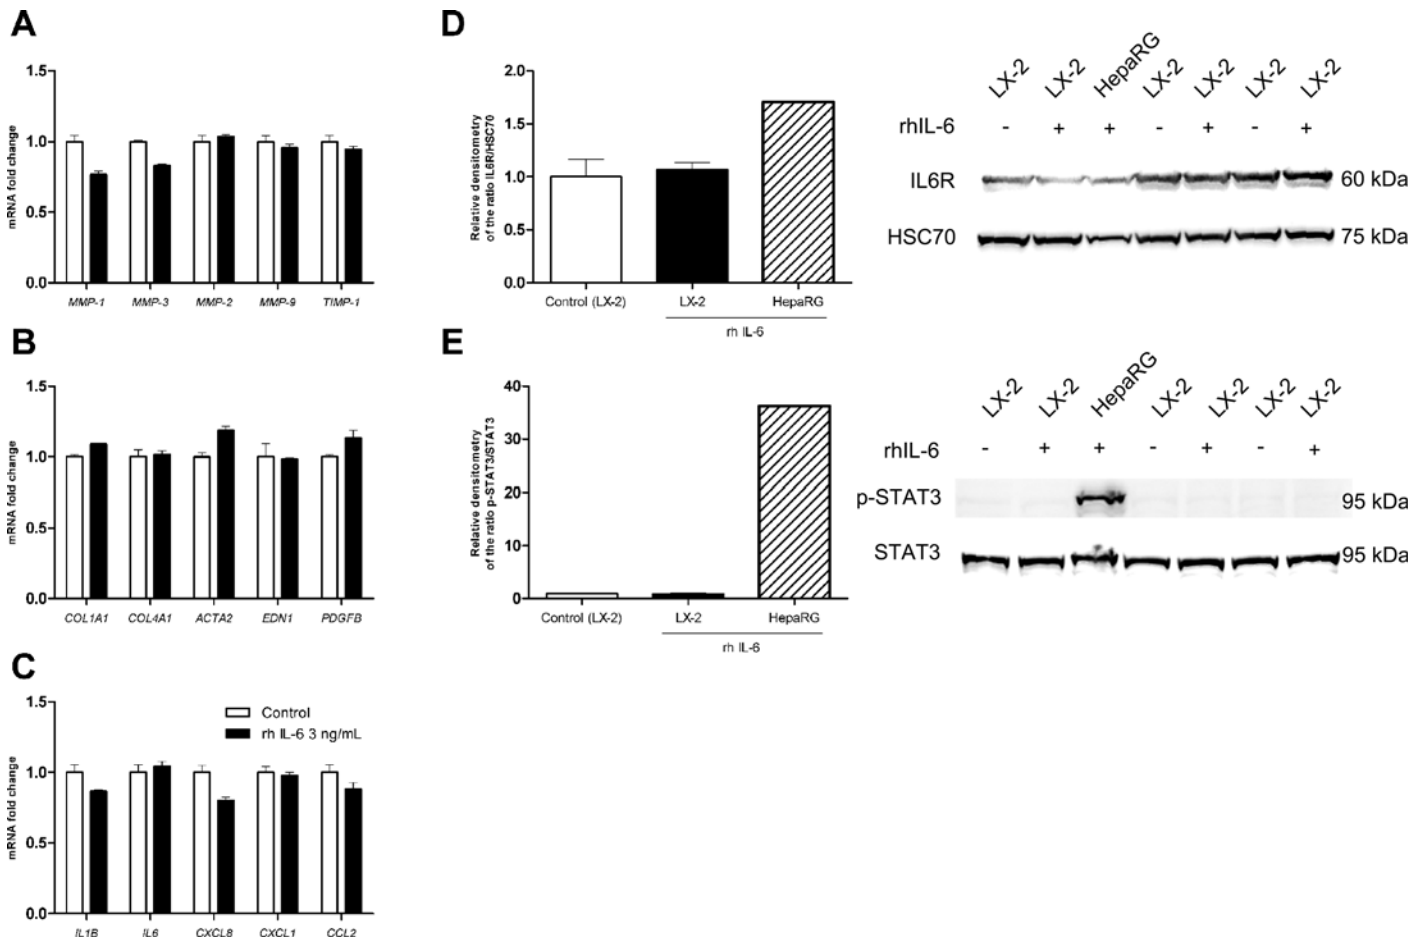 A
mRNA fold change
1.5
1.0
0.5
0.0
MMP-1 MMP-3 MMP-2 MMP-9 TIMP-1
B
mRNA fold change
1.5
1.0
0.5
0.0
COL1A1 COL4A1 ACTA2 EDN1 PDGFB
C
mRNA fold change
1.5
1.0
0.5
0.0
Control
rh IL-6 3 ng/mL
IL1B IL6 CXCL8 CXCL1 CCL2
D
Relative densitometry
of the ratio IL6R/HSC70
2.0
1.5
1.0
0.5
0.0
Control (LX-2) LX-2 HepaRG
rh IL-6
LX-2 LX-2 HepaRG LX-2 LX-2 LX-2 LX-2
rhIL-6 - + + - + - +
IL6R 60 kDa
HSC70 75 kDa
E
Relative densitometry
of the ratio p-STAT3/STAT3
40
30
20
10
0
Control (LX-2) LX-2 HepaRG
rh IL-6
LX-2 LX-2 HepaRG LX-2 LX-2 LX-2 LX-2
rhIL-6 - + + - + - +
p-STAT3 95 kDa
STAT3 95 kDa